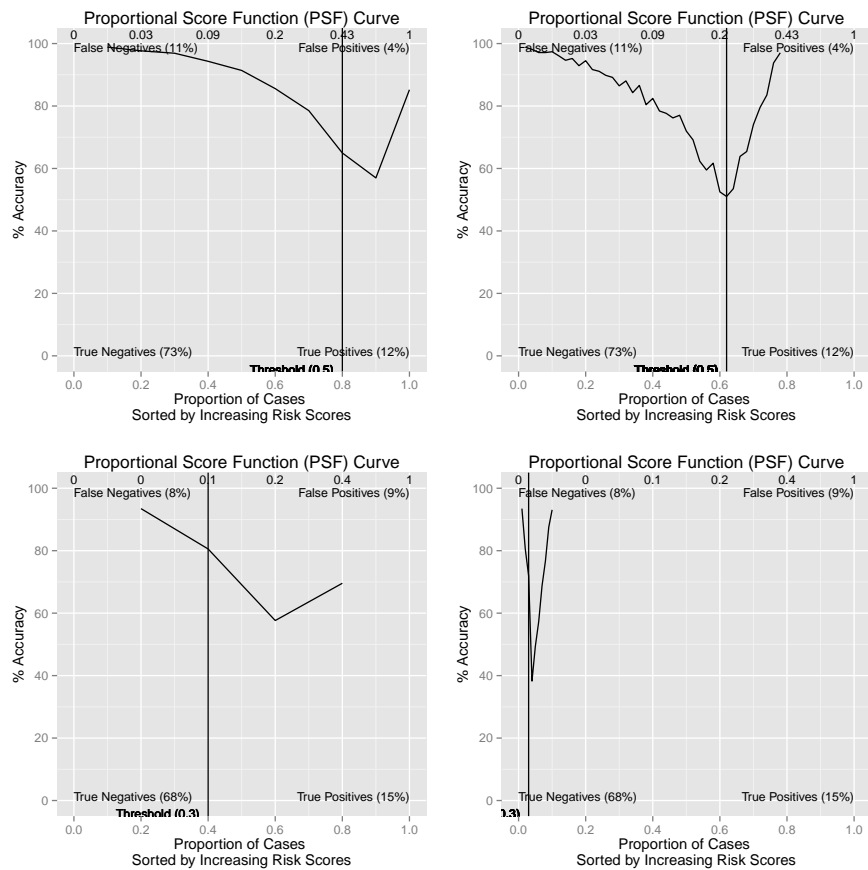 Proportional Score Function (PSF) Curve
0 0.03 0.09 0.2 0.43 1
False Negatives (11%) False Positives (4%)
100
80
60
40
20
0
% Accuracy
True Negatives (73%) True Positives (12%)
Threshold (0.5)
0.0 0.2 0.4 0.6 0.8 1.0
Proportion of Cases
Sorted by Increasing Risk Scores
Proportional Score Function (PSF) Curve
0 0.03 0.09 0.2 0.43 1
False Negatives (11%) False Positives (4%)
100
80
60
40
20
0
% Accuracy
True Negatives (73%) True Positives (12%)
Threshold (0.5)
0.0 0.2 0.4 0.6 0.8 1.0
Proportion of Cases
Sorted by Increasing Risk Scores
Proportional Score Function (PSF) Curve
0 0 0.1 0.2 0.4 1
False Negatives (8%) False Positives (9%)
100
80
60
40
20
0
% Accuracy
True Negatives (68%) True Positives (15%)
Threshold (0.3)
0.0 0.2 0.4 0.6 0.8 1.0
Proportion of Cases
Sorted by Increasing Risk Scores
Proportional Score Function (PSF) Curve
0 0 0.1 0.2 0.4 1
False Negatives (8%) False Positives (9%)
100
80
60
40
20
0
% Accuracy
True Negatives (68%) True Positives (15%)
0.3)
0.0 0.2 0.4 0.6 0.8 1.0
Proportion of Cases
Sorted by Increasing Risk Scores